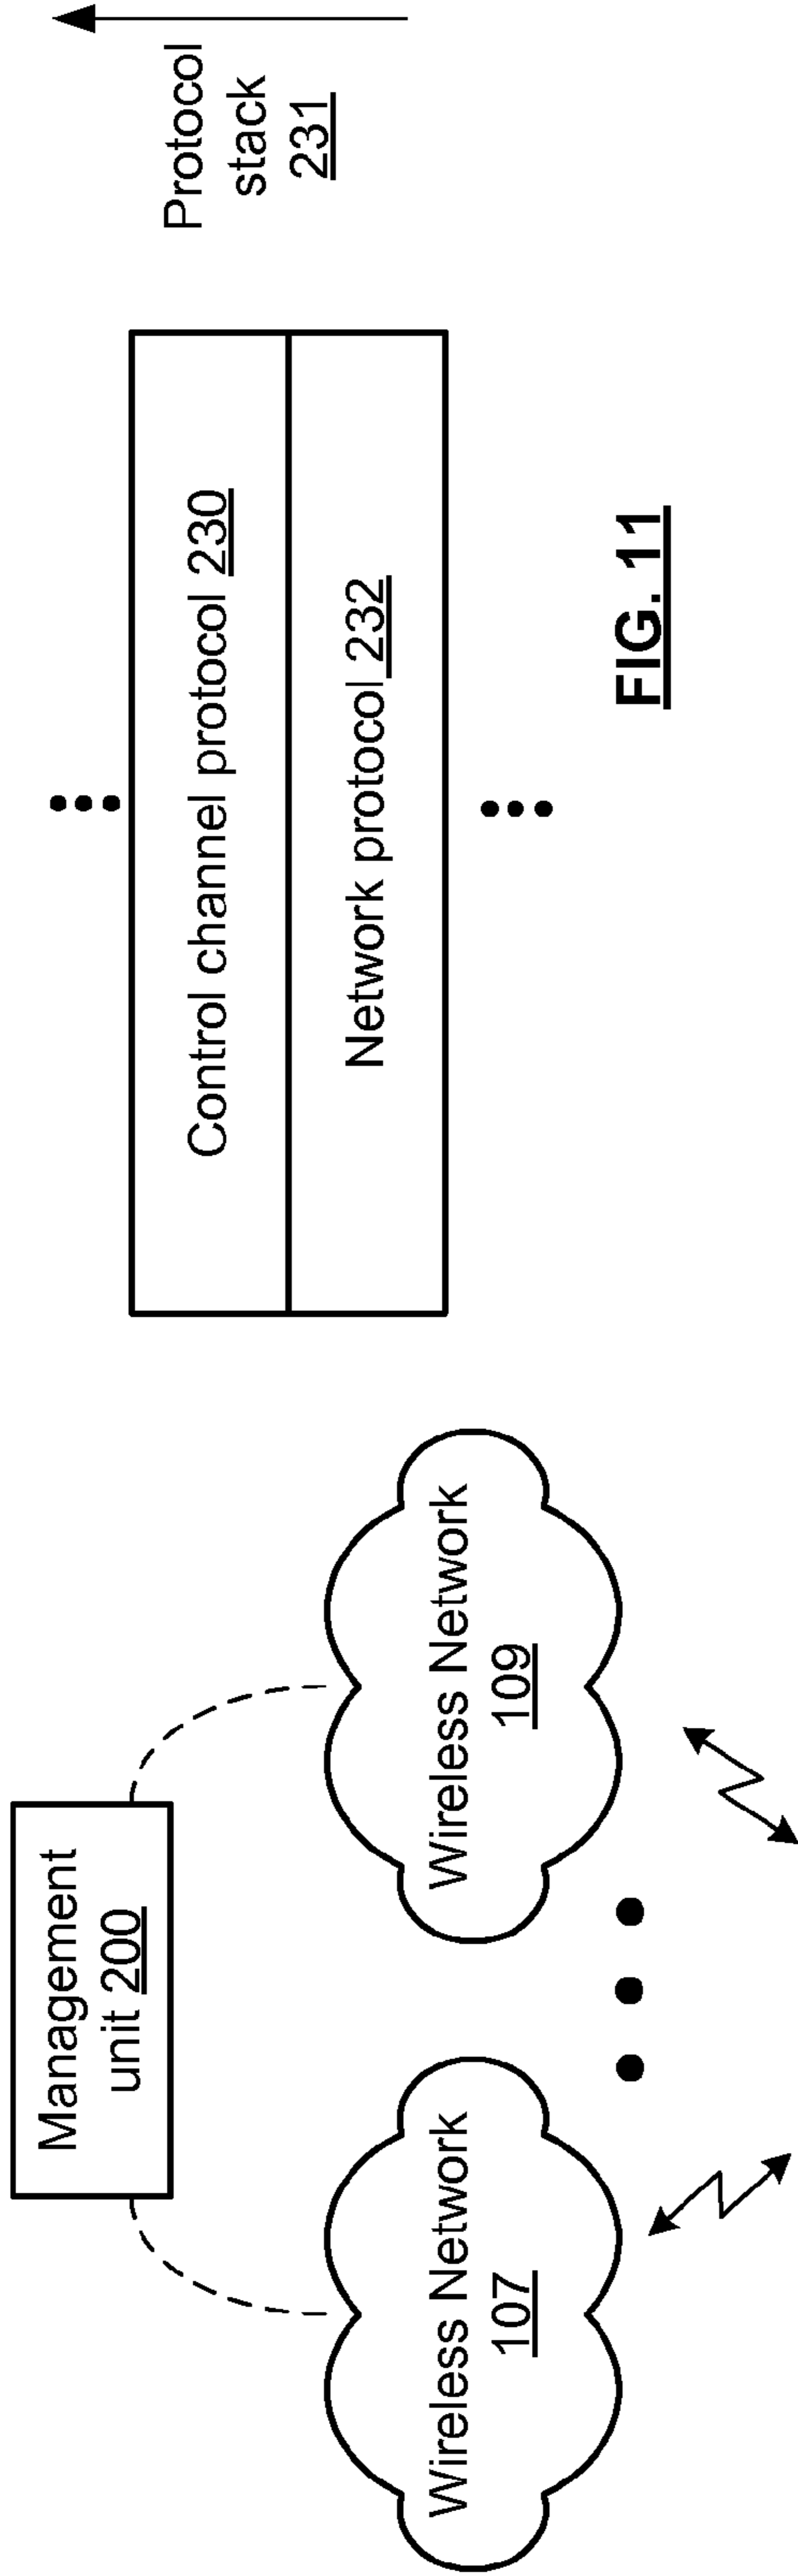 Management
unit 200
Wireless Network
107
Wireless Network
109
Control channel protocol 230
Network protocol 232
Protocol
stack
231
FIG. 11